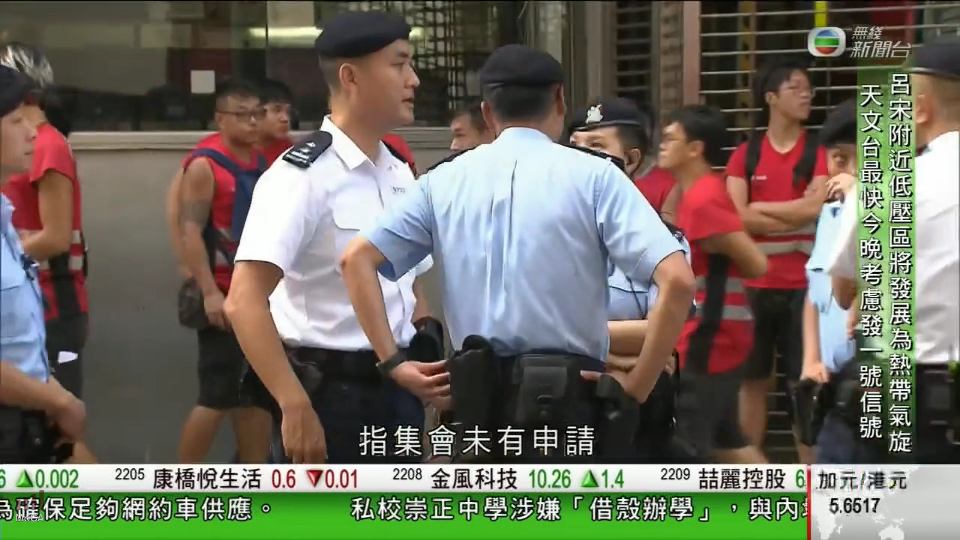 無綫
新聞台
呂宋附近低壓區將發展為熱帶氣旋
天文台最快今晚考慮發一號信號
指集會未有申請
6 ▲0.002 2205 康橋悅生活 0.6 ▼0.01 2208 金風科技 10.26 ▲1.4 2209 喆麗控股 6
加元/港元
5.6517
為確保足夠網約車供應。 私校崇正中學涉嫌「借殼辦學」，與內